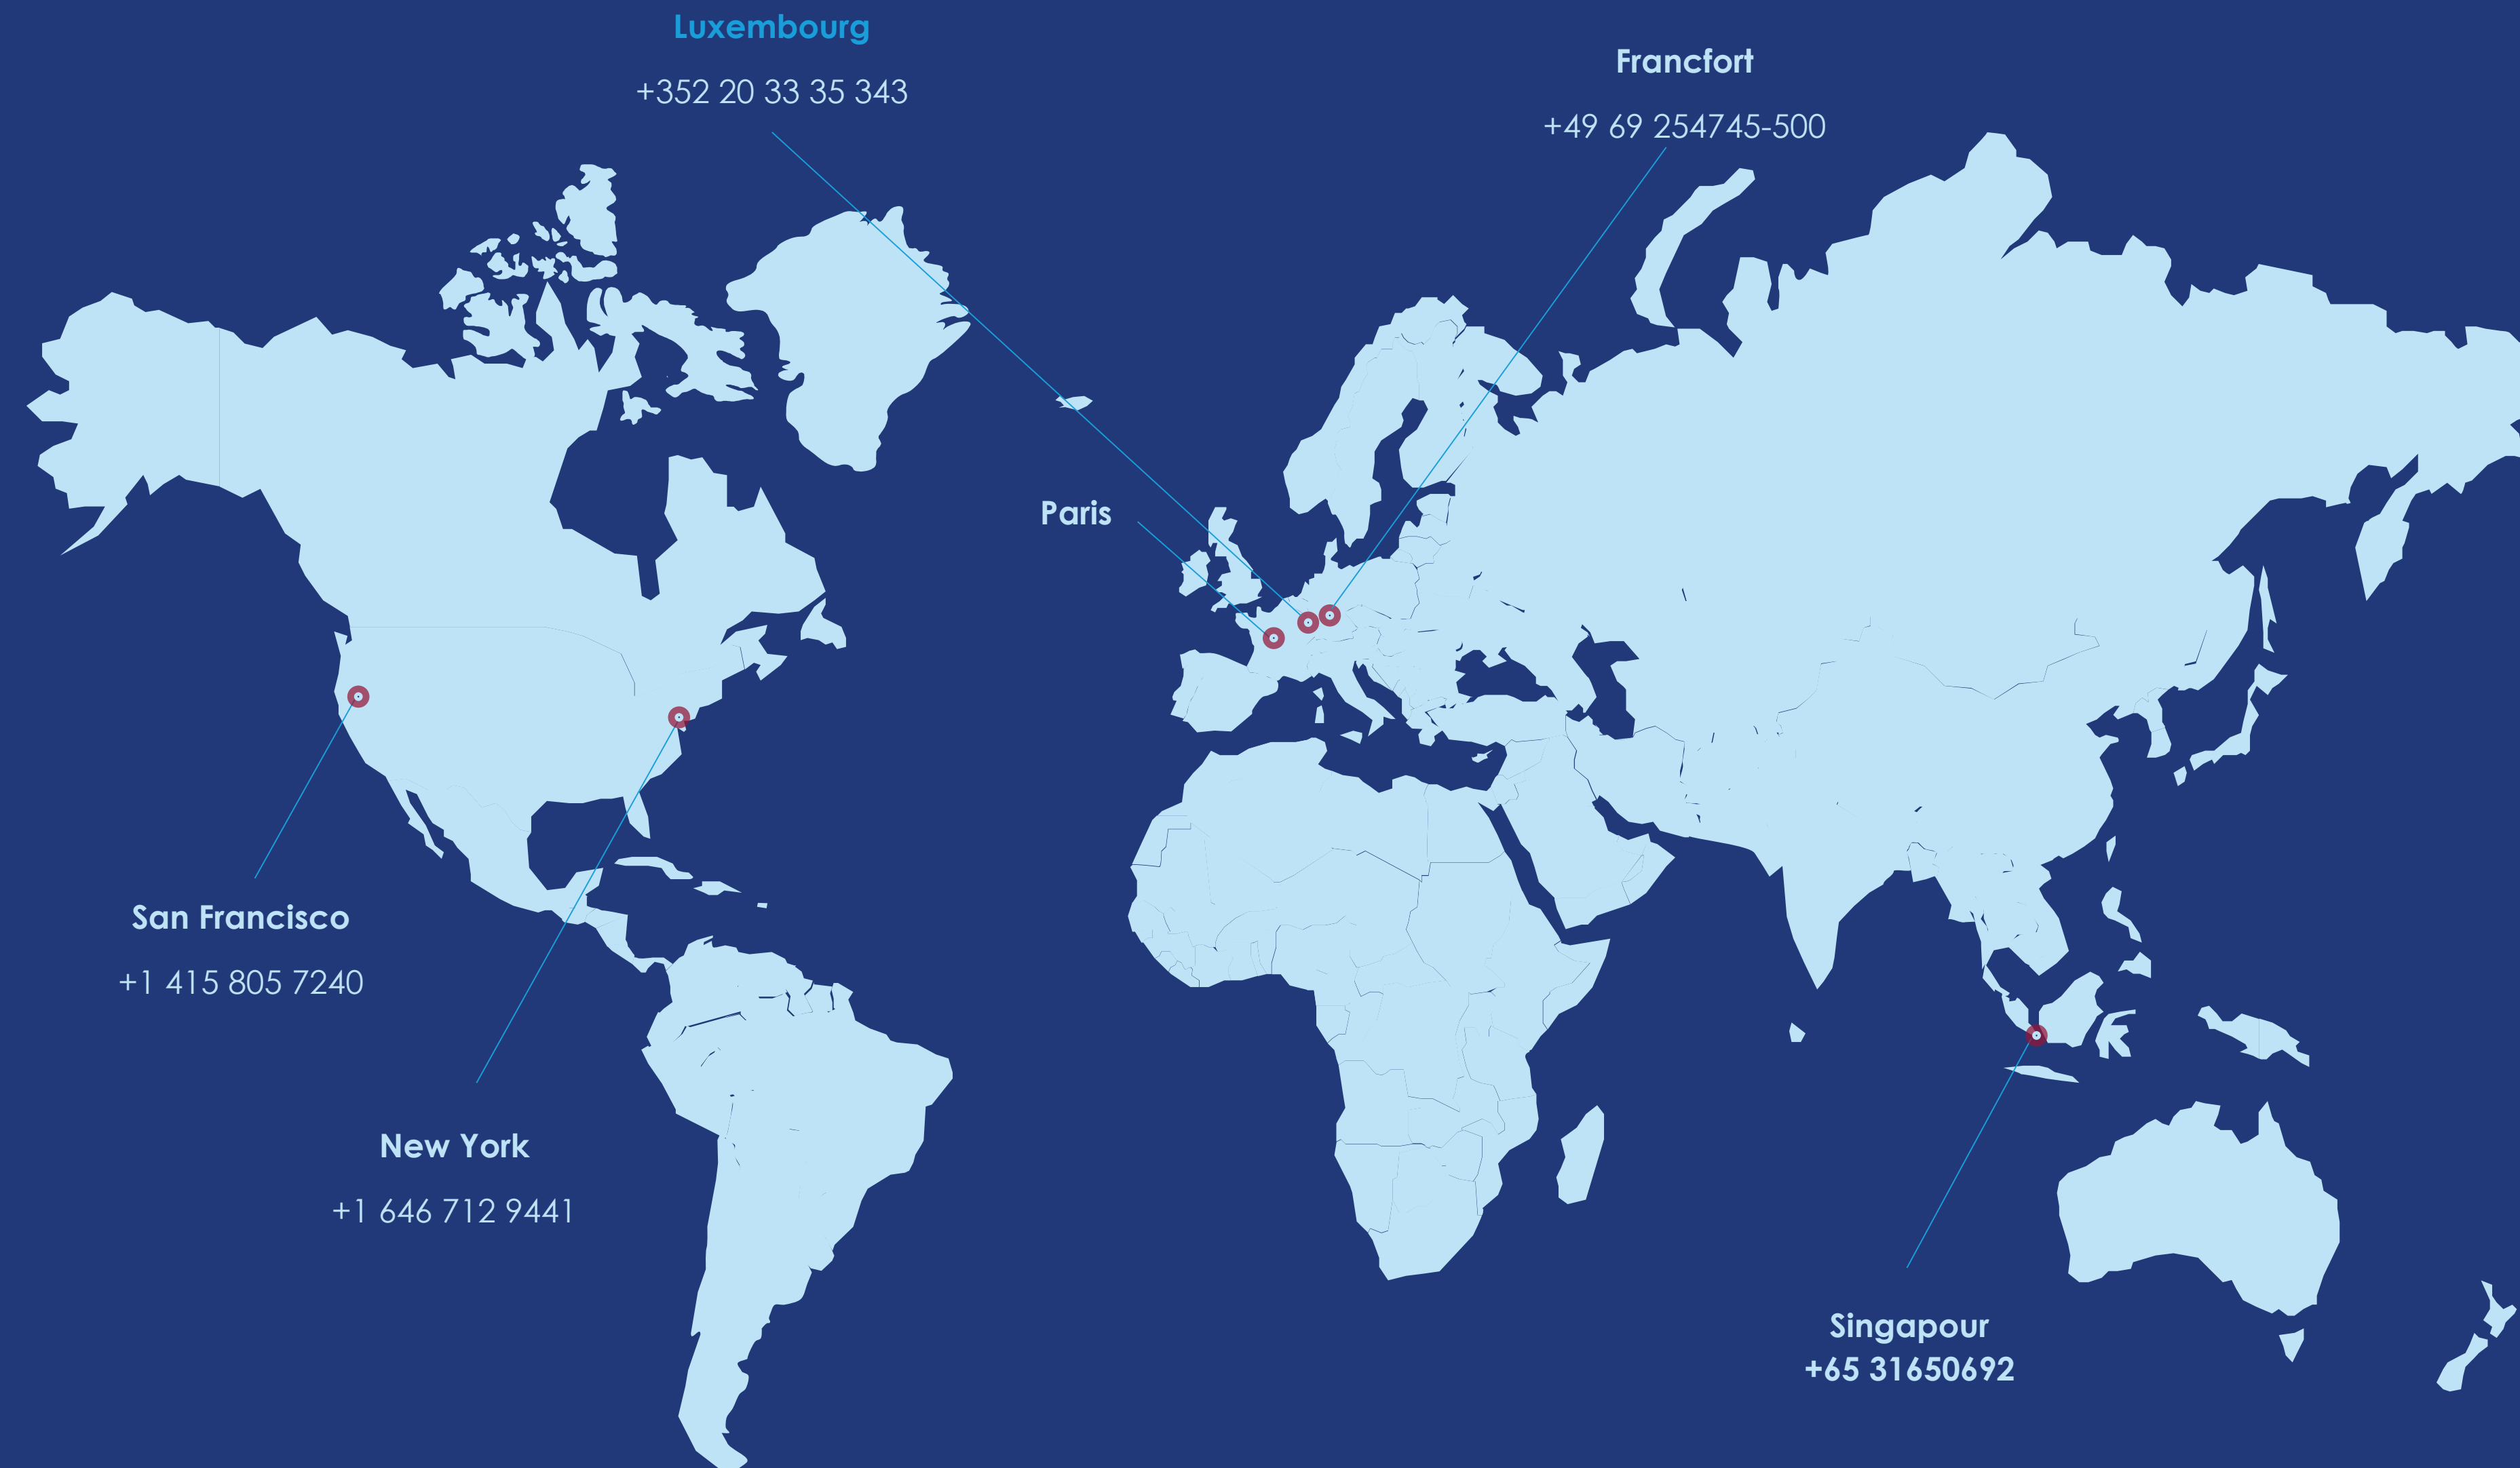 Luxembourg
+352 20 33 35 343
Francfort
+49 69 254745-500
Paris
San Francisco
+1 415 805 7240
New York
+1 646 712 9441
Singapour
+65 31650692